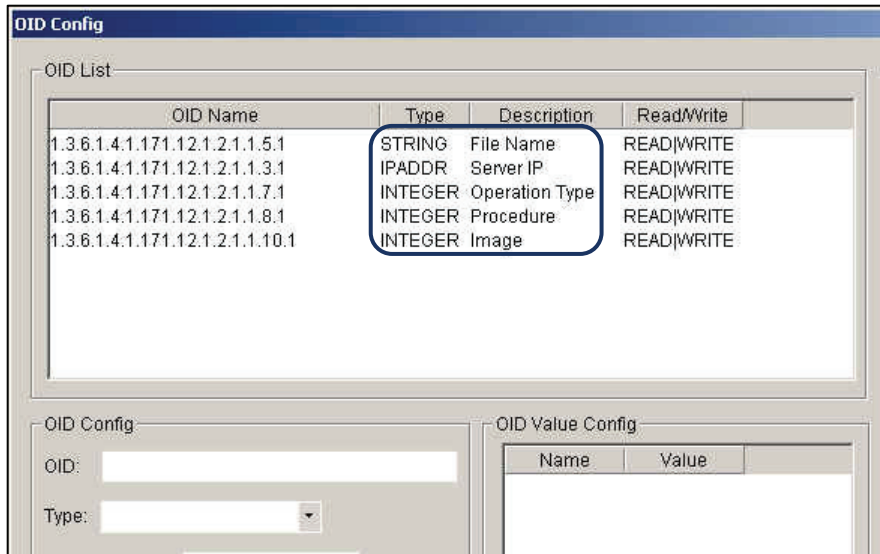 OID Config
OID List
OID Name Type Description Read/Write
1.3.6.1.4.1.171.12.1.2.1.1.5.1 STRING File Name READ|WRITE
1.3.6.1.4.1.171.12.1.2.1.1.3.1 IPADDR Server IP READ|WRITE
1.3.6.1.4.1.171.12.1.2.1.1.7.1 INTEGER Operation Type READ|WRITE
1.3.6.1.4.1.171.12.1.2.1.1.8.1 INTEGER Procedure READ|WRITE
1.3.6.1.4.1.171.12.1.2.1.1.10.1 INTEGER Image READ|WRITE
OID Config
OID:
Type:
OID Value Config
Name Value